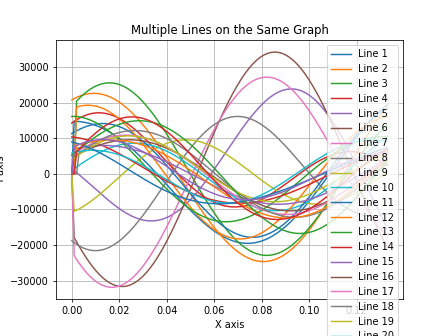 Multiple Lines on the Same Graph
30000
20000
10000
0
−10000
−20000
−30000
0.00 0.02 0.04 0.06 0.08 0.10
X axis
Line 1
Line 2
Line 3
Line 4
Line 5
Line 6
Line 7
Line 8
Line 9
Line 10
Line 11
Line 12
Line 13
Line 14
Line 15
Line 16
Line 17
Line 18
Line 19
Line 20